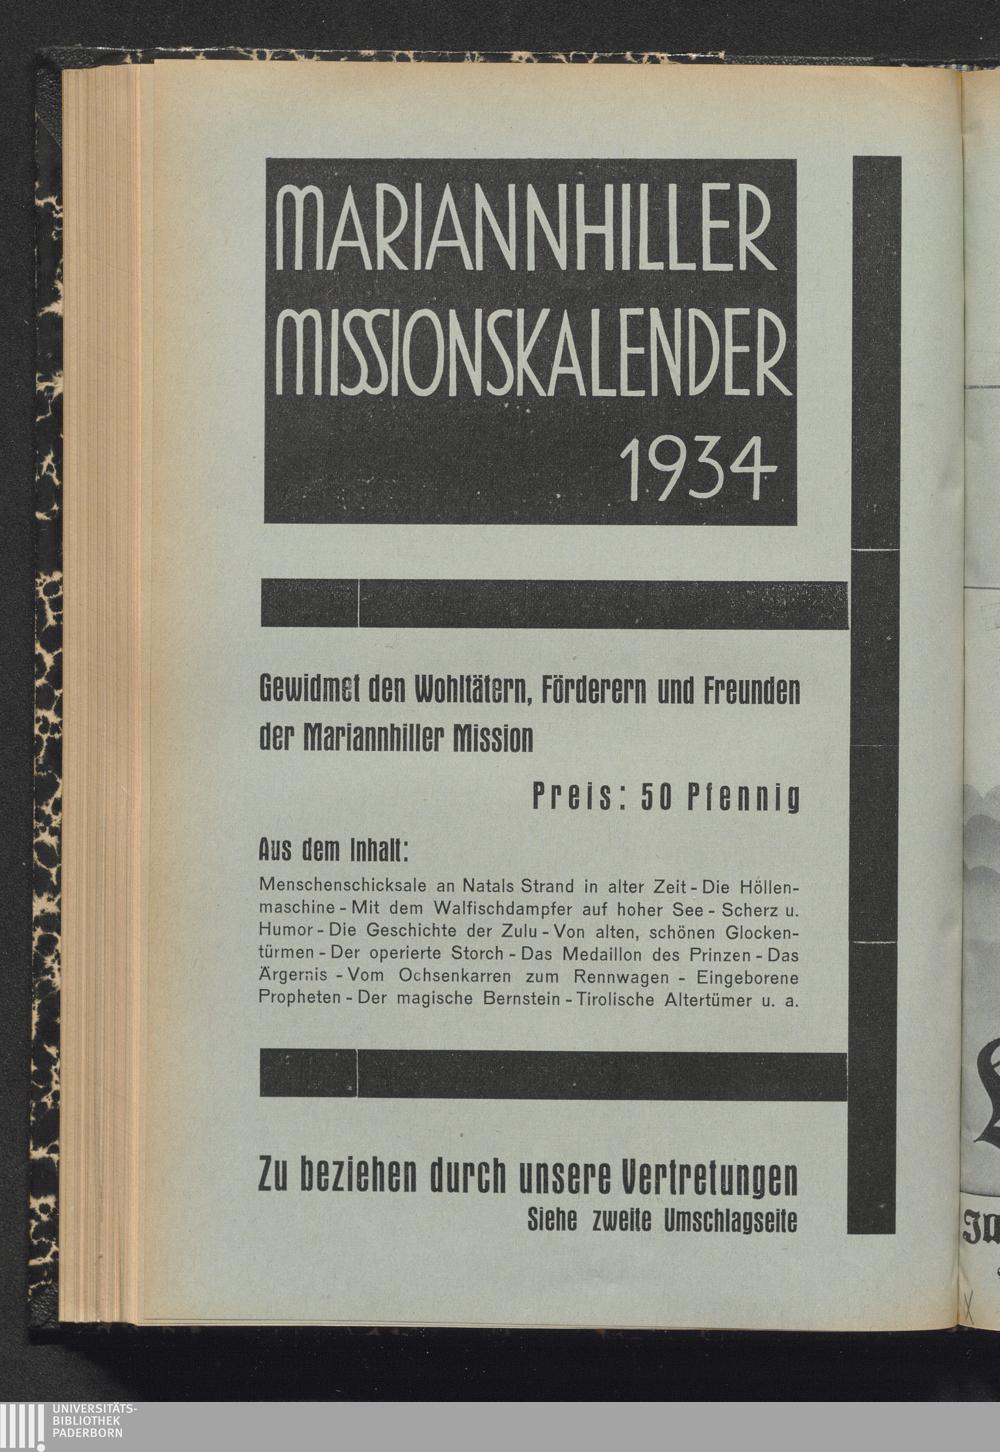 MARIANNHILLER
MISSIONSKALENDER
1934
Gewidmet den Wohltätern, Förderern und Freunden
der Mariannhiller Mission
Preis: 50 Pfennig
Aus dem Inhalt:
Menschenschicksale an Natals Strand in alter Zeit - Die Höllen-
maschine - Mit dem Walfischdampfer auf hoher See - Scherz u.
Humor - Die Geschichte der Zulu - Von alten, schönen Glocken-
türmen - Der operierte Storch - Das Medaillon des Prinzen - Das
Ärgernis - Vom Ochsenkarren zum Rennwagen - Eingeborene
Propheten - Der magische Bernstein - Tirolische Altertümer u. a.
Zu beziehen durch unsere Vertretungen
Siehe zweite Umschlagseite
UNIVERSITÄTS-
BIBLIOTHEK
PADERBORN